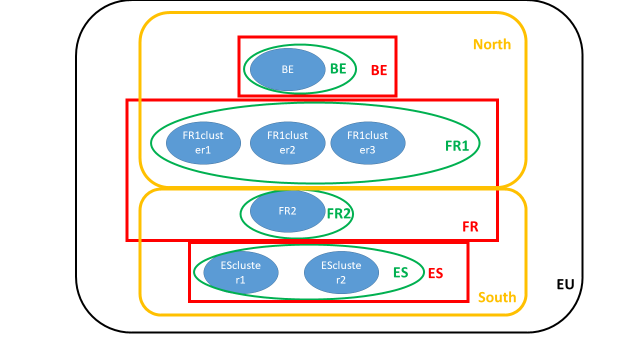 North
BE BE BE
FR1clust
er1
FR1clust
er2
FR1clust
er3
FR1
FR2 FR2
FR
EScluste
r1
EScluste
r2
ES ES
EU
South